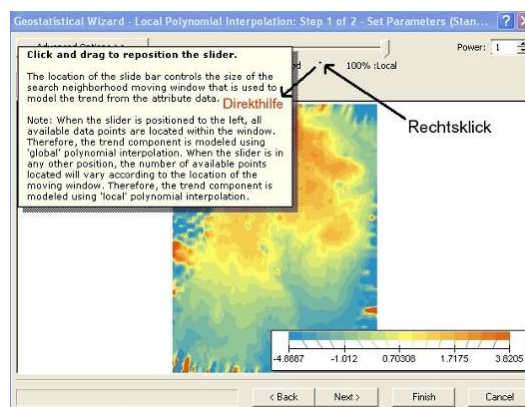 Geostatistical Wizard - Local Polynomial Interpolation: Step 1 of 2 - Set Parameters (Stan...
Advanced Options >>
Power: 1
100% :Local
Click and drag to reposition the slider.
The location of the slide bar controls the size of the
search neighborhood moving window that is used to
model the trend from the attribute data.
Direkthilfe
Rechtsklick
Note: When the slider is positioned to the left, all
available data points are located within the window.
Therefore, the trend component is modeled using
'global' polynomial interpolation. When the slider is in
any other position, the number of available points
located will vary according to the location of the
moving window. Therefore, the trend component is
modeled using 'local' polynomial interpolation.
-4.8687 -1.012 0.70308 1.7175 3.8205
< Back Next > Finish Cancel